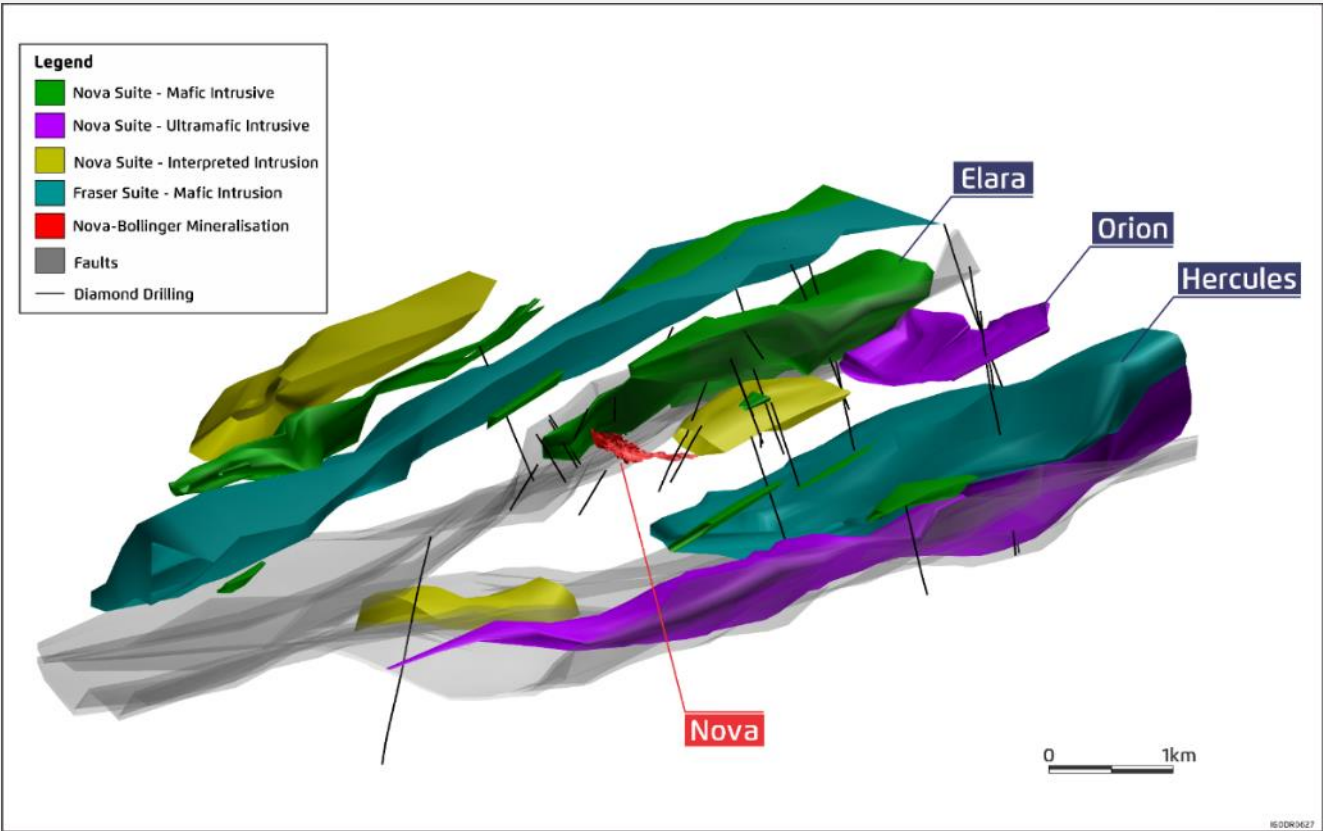 Legend
Nova Suite - Mafic Intrusive
Nova Suite - Ultramafic Intrusive
Nova Suite - Interpreted Intrusion
Fraser Suite - Mafic Intrusion
Nova-Bollinger Mineralisation
Faults
Diamond Drilling
Elara
Orion
Hercules
Nova
0 1km
IGODR0627